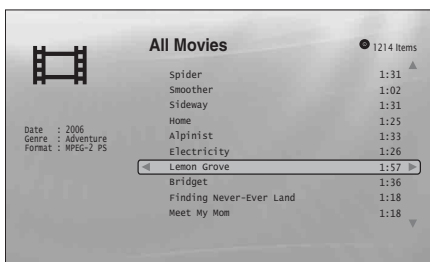 All Movies
1214 Items
Spider 1:31
Smoother 1:02
Sideway 1:31
Home 1:25
Alpinist 1:33
Electricity 1:26
Lemon Grove 1:57
Bridget 1:36
Finding Never-Ever Land 1:18
Meet My Mom 1:18
Date : 2006
Genre : Adventure
Format : MPEG-2 PS